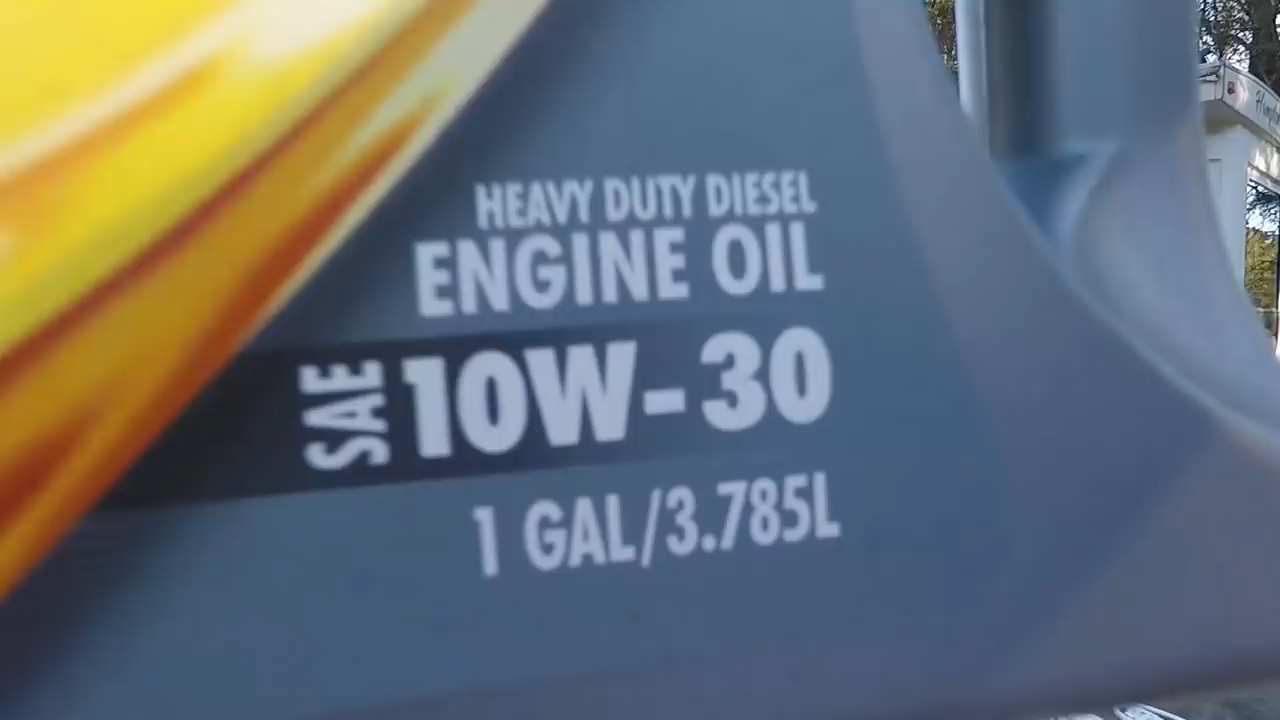 HEAVY DUTY DIESEL
ENGINE OIL
SAE 10W-30
1 GAL/3.785L